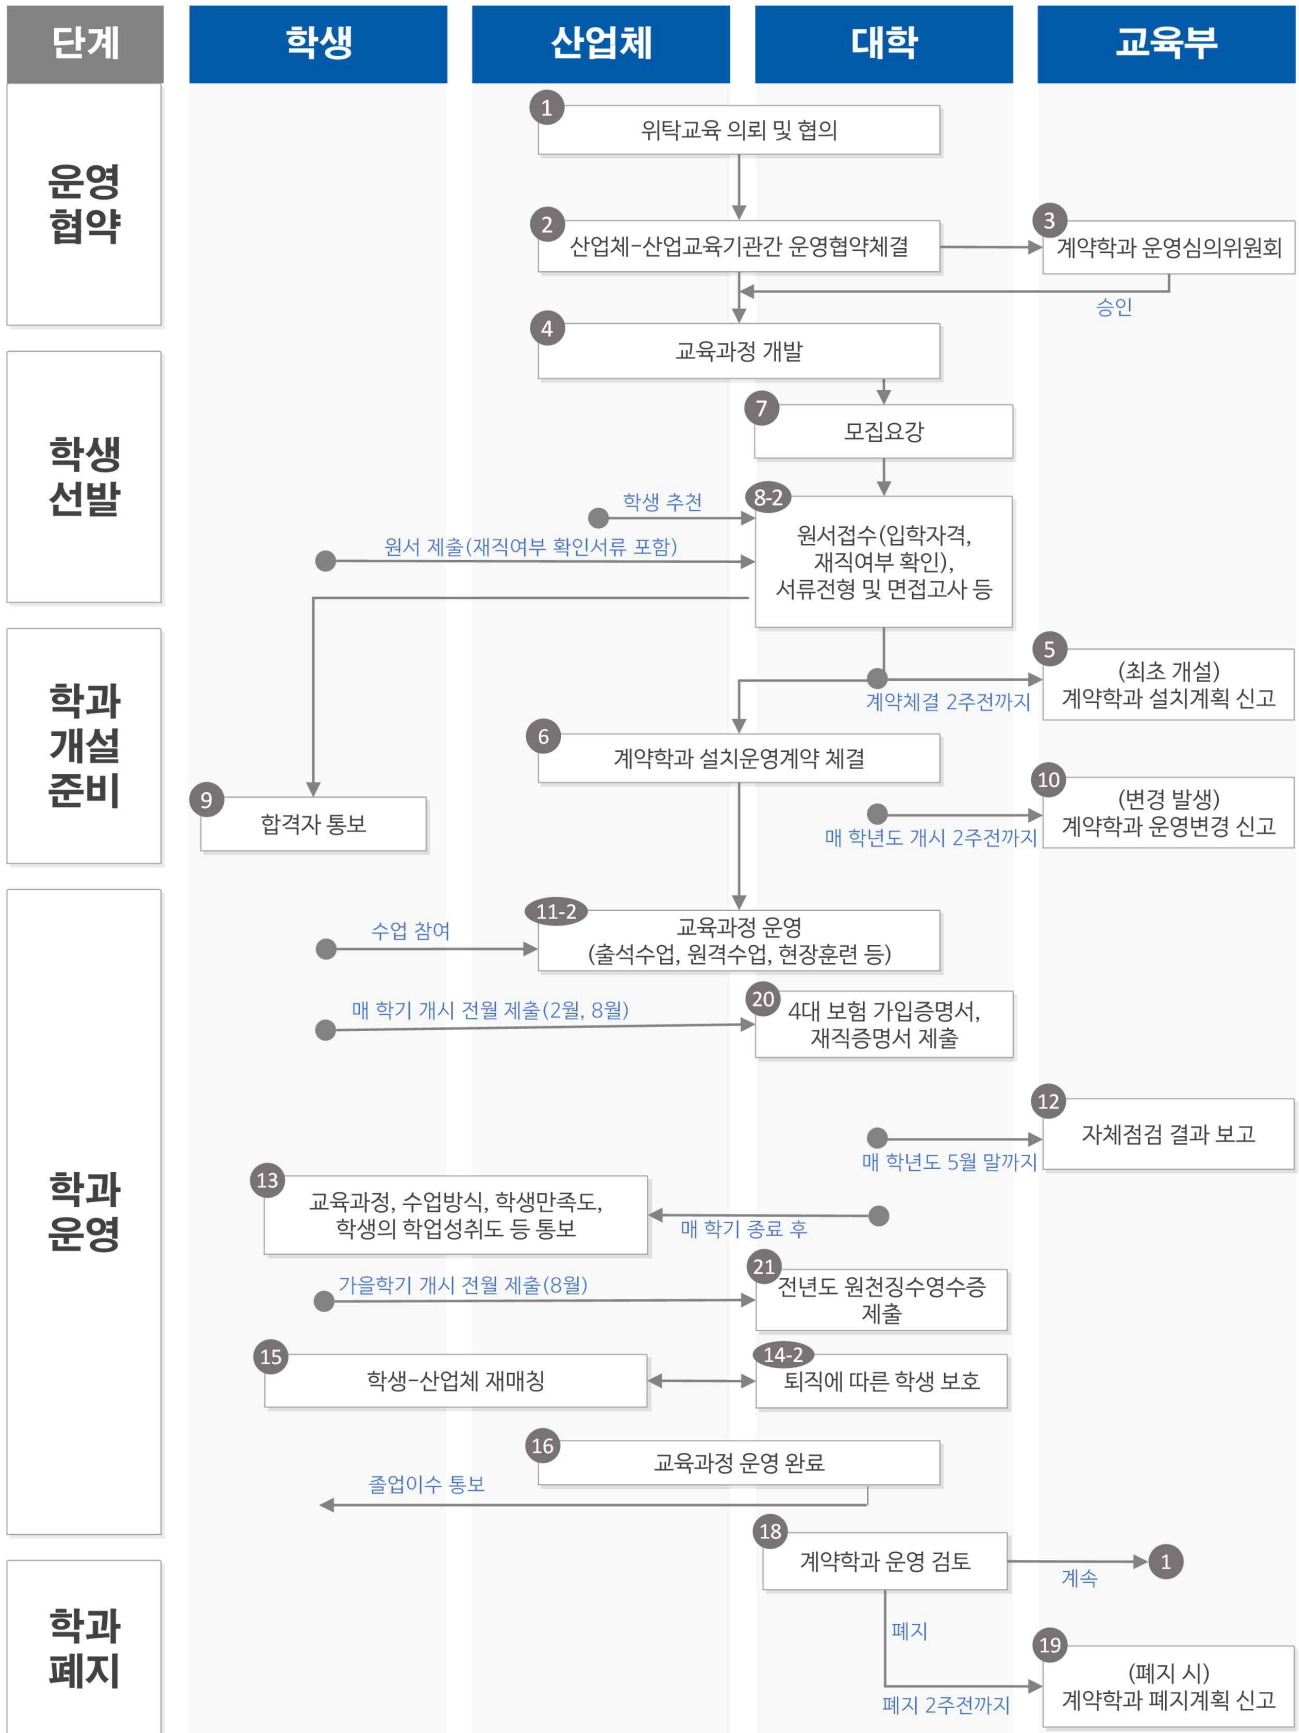 단계
학생
산업체
대학
교육부
운영
협약
1
위탁교육 의뢰 및 협의
2
산업체-산업교육기관간 운영협약체결
3
계약학과 운영심의위원회
승인
4
교육과정 개발
학생
선발
7
모집요강
8-2
원서접수(입학자격,
재직여부 확인),
서류전형 및 면접고사 등
학생 추천
원서 제출(재직여부 확인서류 포함)
학과
개설
준비
5
(최초 개설)
계약학과 설치계획 신고
계약체결 2주전까지
6
계약학과 설치운영계약 체결
9
합격자 통보
10
(변경 발생)
계약학과 운영변경 신고
매 학년도 개시 2주전까지
학과
운영
11-2
교육과정 운영
(출석수업, 원격수업, 현장훈련 등)
수업 참여
매 학기 개시 전월 제출(2월, 8월)
20
4대 보험 가입증명서,
재직증명서 제출
12
자체점검 결과 보고
매 학년도 5월 말까지
13
교육과정, 수업방식, 학생만족도,
학생의 학업성취도 등 통보
매 학기 종료 후
가을학기 개시 전월 제출(8월)
21
전년도 원천징수영수증
제출
15
학생-산업체 재매칭
14-2
퇴직에 따른 학생 보호
16
교육과정 운영 완료
졸업이수 통보
학과
폐지
18
계약학과 운영 검토
계속
1
폐지
19
(폐지 시)
계약학과 폐지계획 신고
폐지 2주전까지